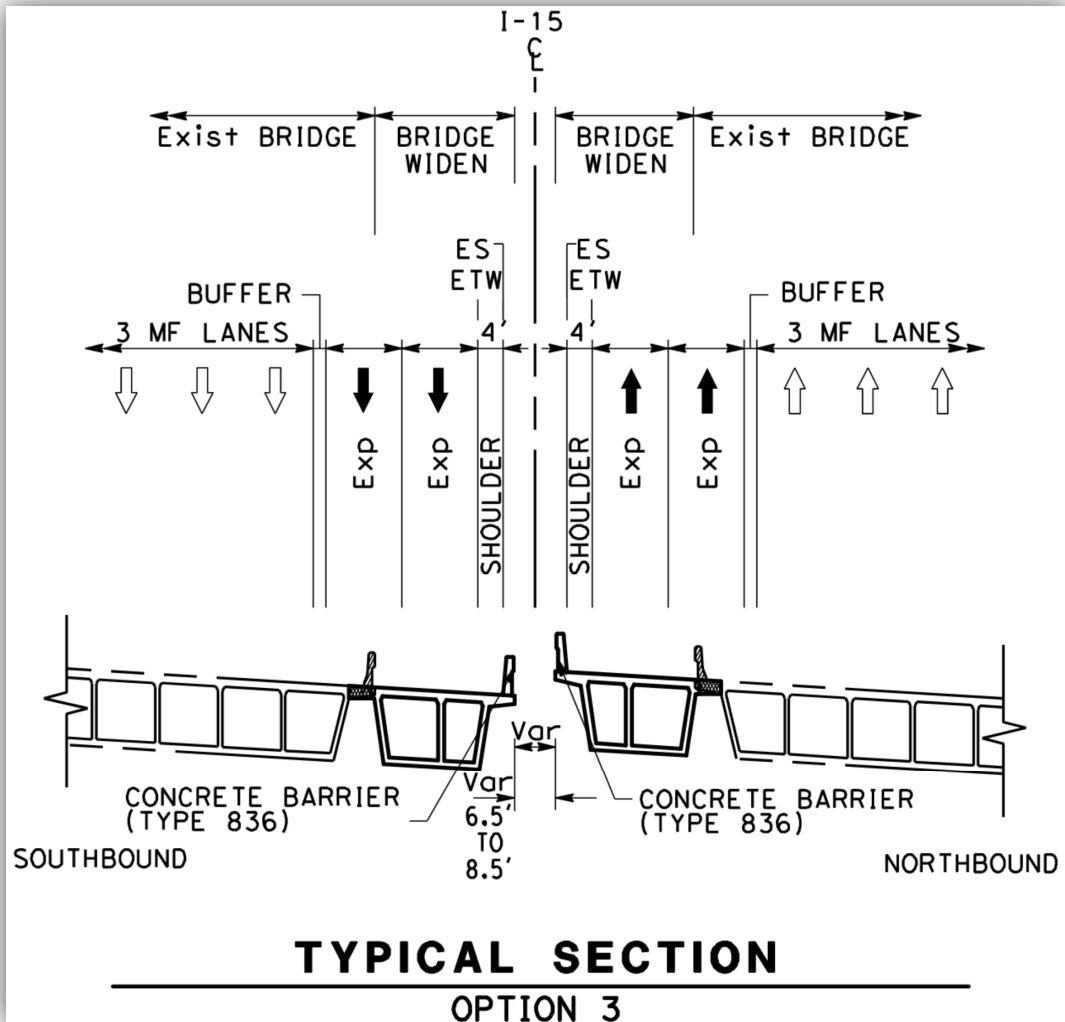 I-15
CL
Exist BRIDGE
BRIDGE
WIDEN
BRIDGE
WIDEN
Exist BRIDGE
ES
ETW
ES
ETW
BUFFER
BUFFER
3 MF LANES
4'
4'
3 MF LANES
Exp
Exp
SHOULDER
SHOULDER
Exp
Exp
Var
Var
6.5'
TO
8.5'
CONCRETE BARRIER
(TYPE 836)
CONCRETE BARRIER
(TYPE 836)
SOUTHBOUND
NORTHBOUND
TYPICAL SECTION
OPTION 3